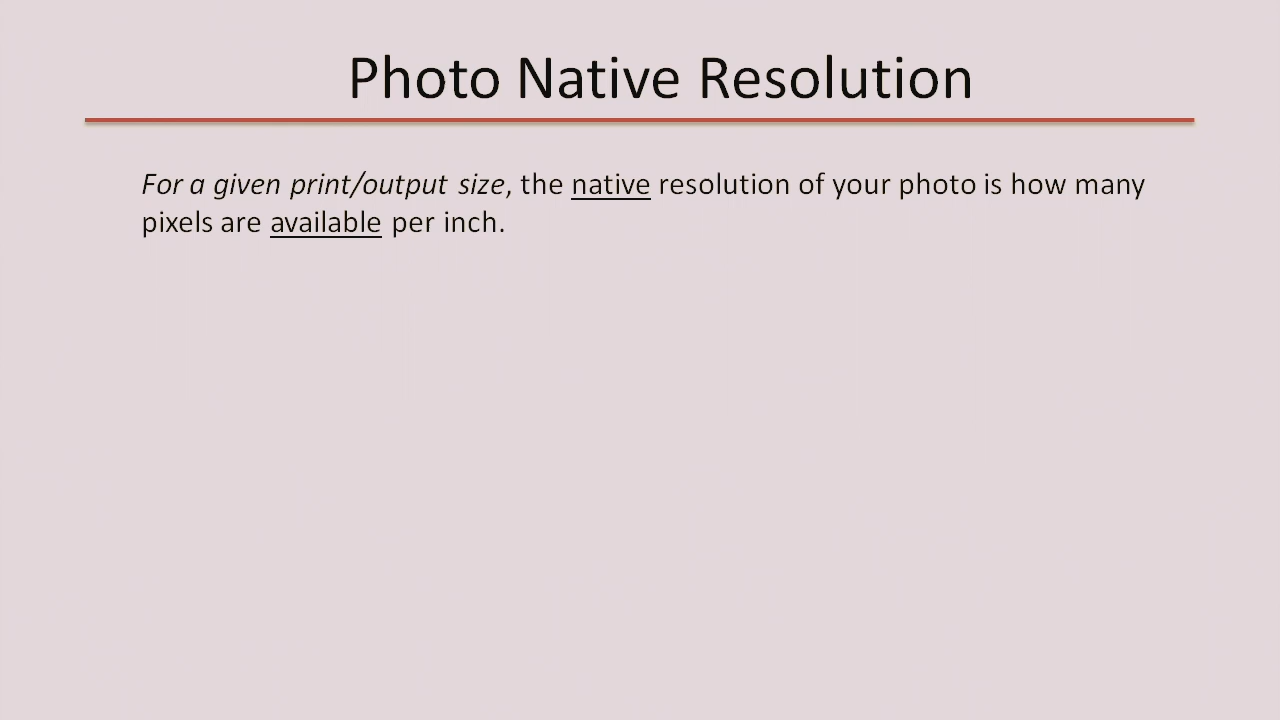 Photo Native Resolution
For a given print/output size, the native resolution of your photo is how many
pixels are available per inch.